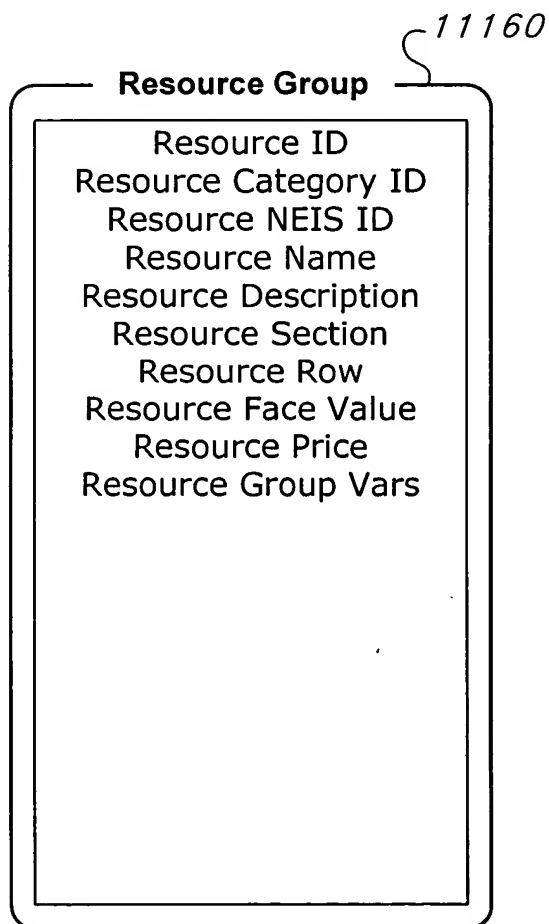 11160
Resource Group
Resource ID
Resource Category ID
Resource NEIS ID
Resource Name
Resource Description
Resource Section
Resource Row
Resource Face Value
Resource Price
Resource Group Vars